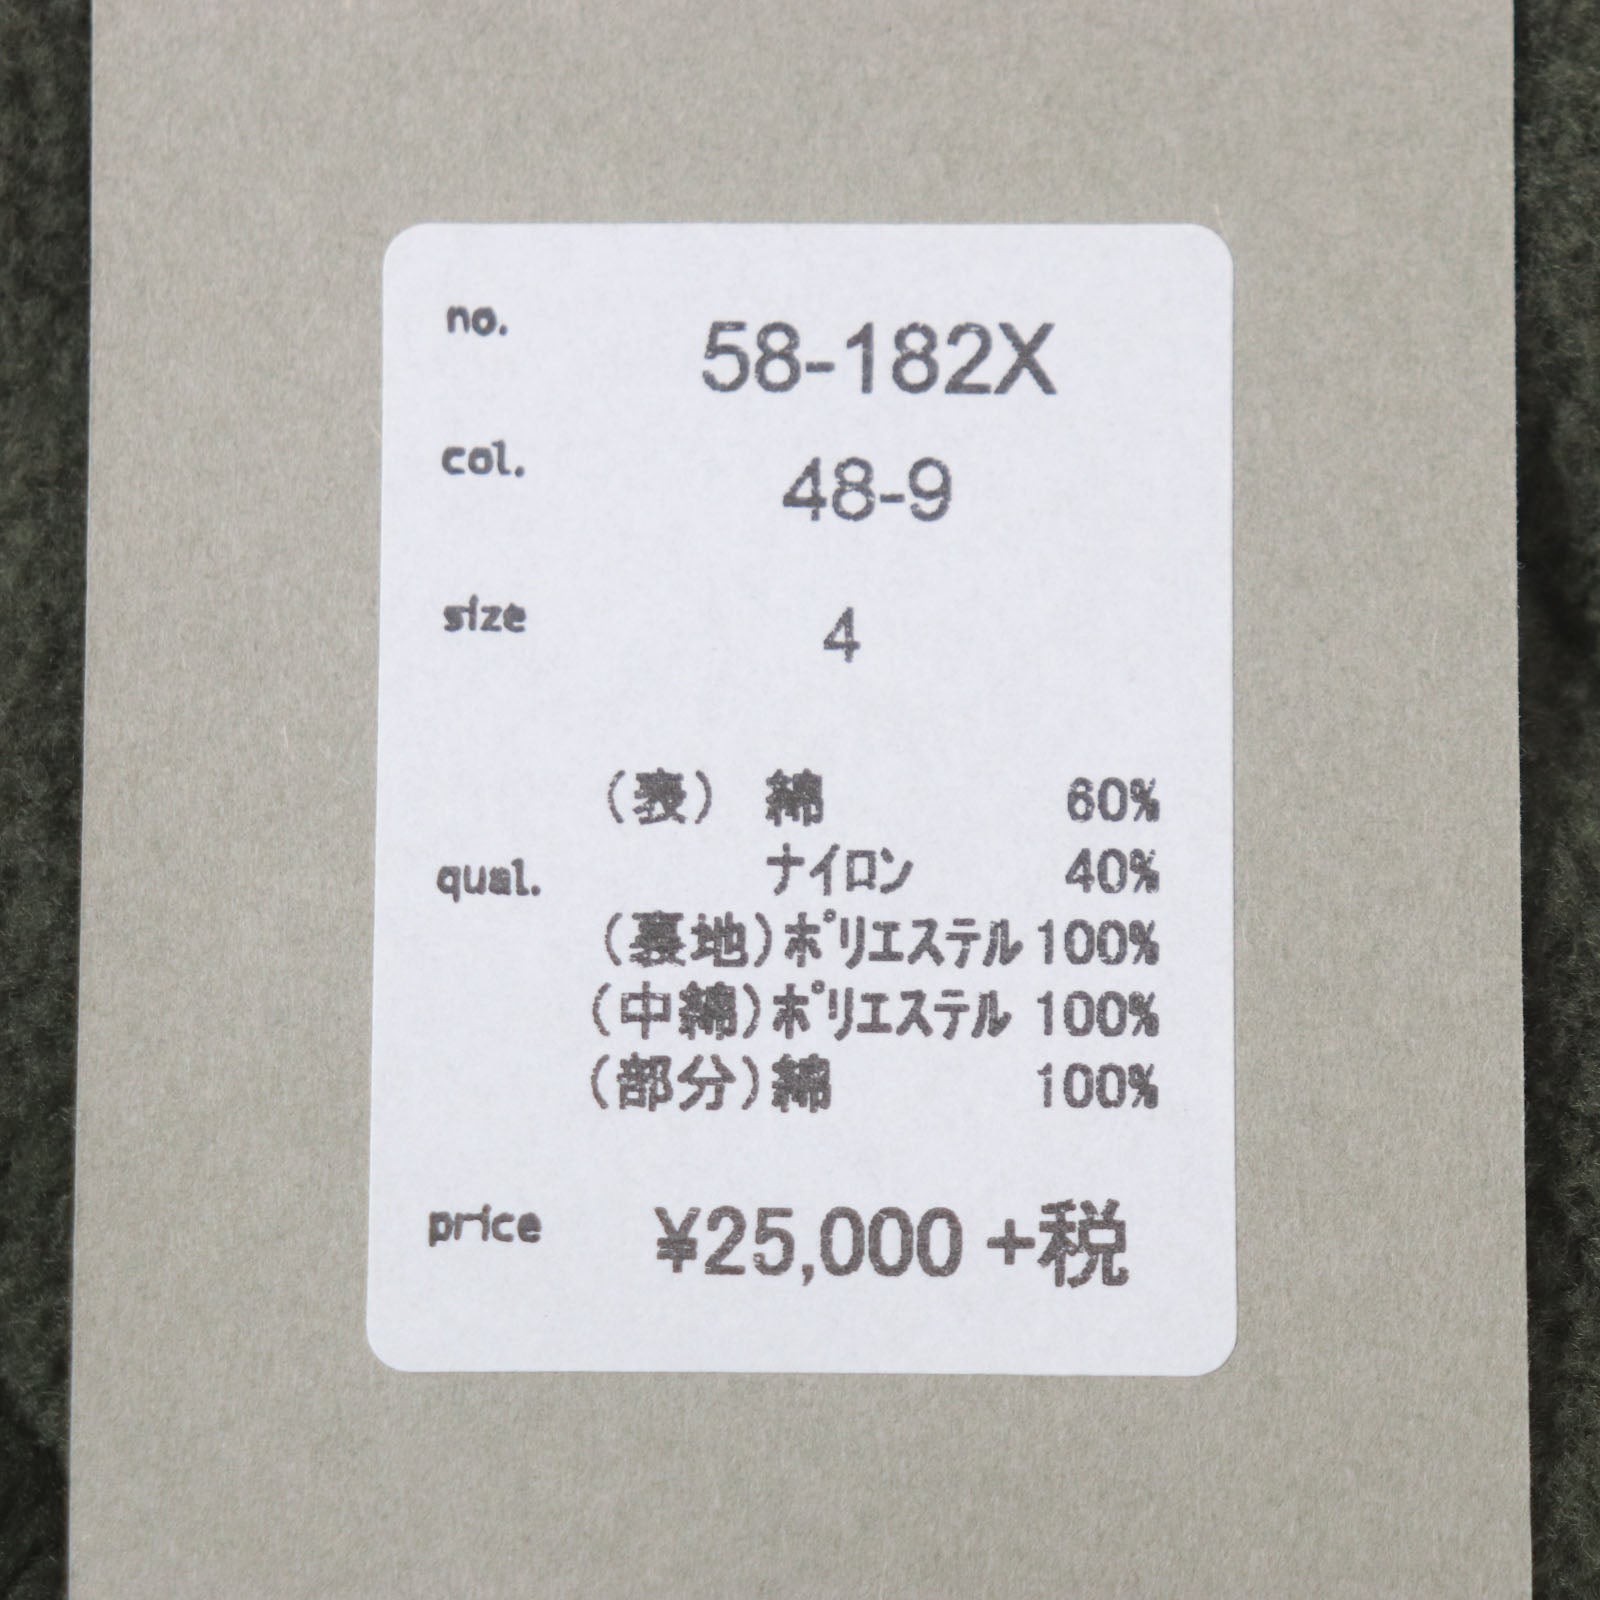 no. 58-182X
col. 48-9
size 4
(表) 綿 60%
ナイロン 40%
qual.
(裏地)ポリエステル 100%
(中綿)ポリエステル 100%
(部分)綿 100%
price ¥25,000 +税